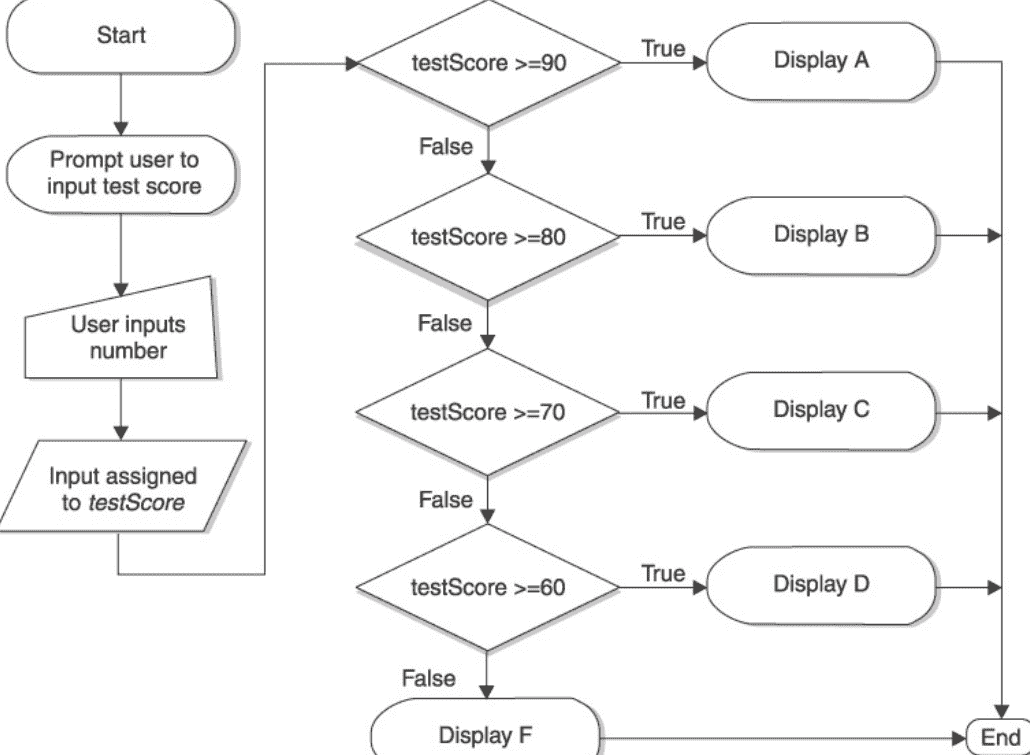 Start
Prompt user to
input test score
User inputs
number
Input assigned
to testScore
testScore >=90
True
Display A
False
testScore >=80
True
Display B
False
testScore >=70
True
Display C
False
testScore >=60
True
Display D
False
Display F
End